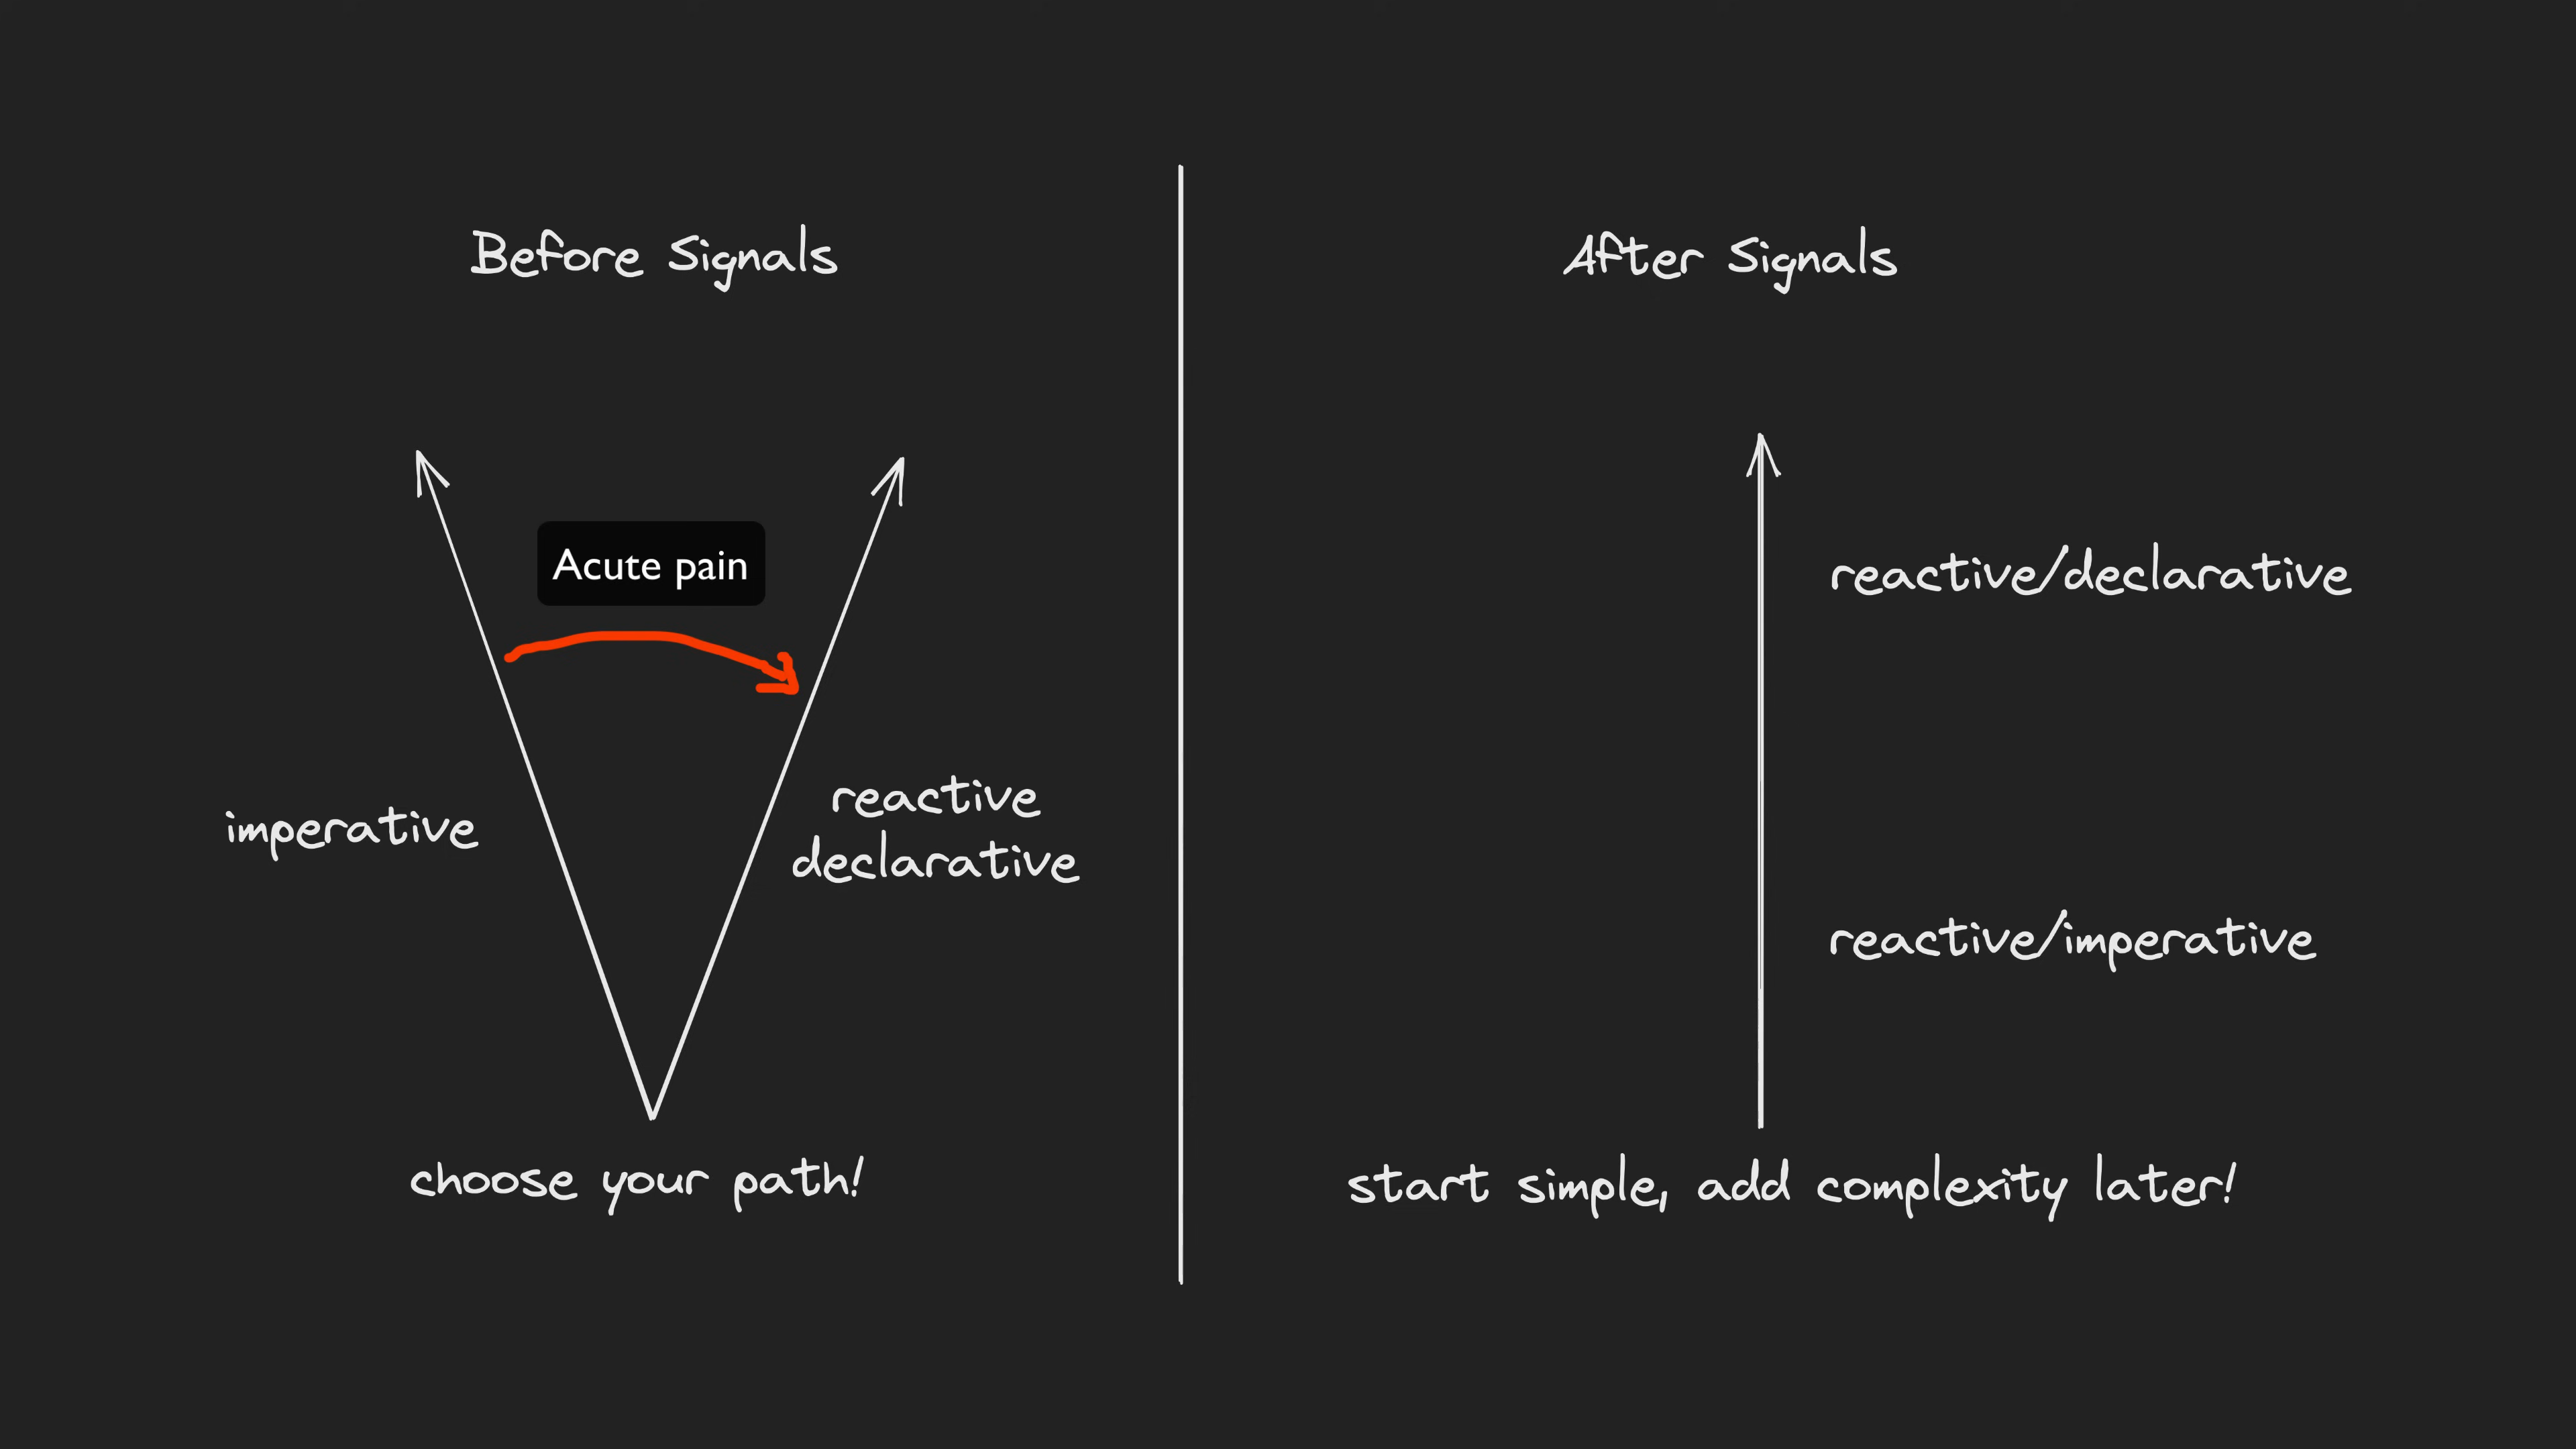 Before Signals
Acute pain
imperative
reactive
declarative
choose your path!
After Signals
reactive/declarative
reactive/imperative
start simple, add complexity later!